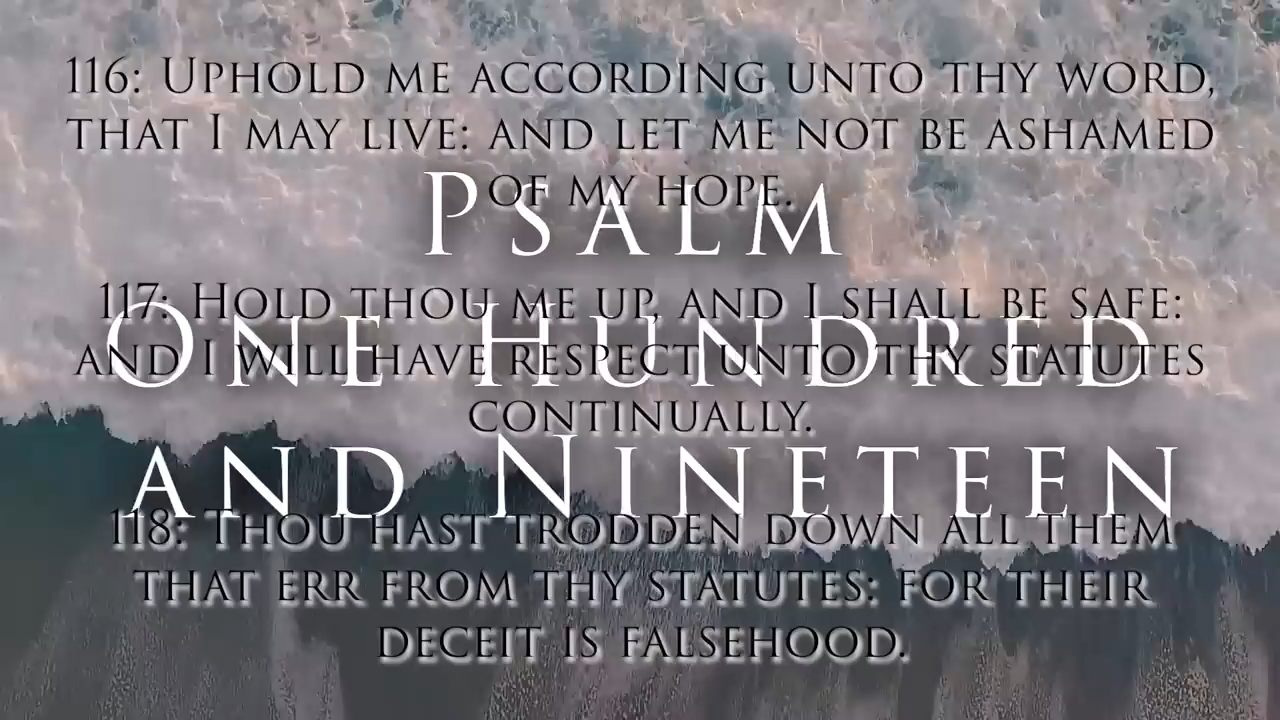 116: Uphold me according unto thy word,
that I may live: and let me not be ashamed
of my hope.
Psalm
117: Hold thou me up, and I shall be safe:
One Hundred
and I will have respect unto thy statutes
continually.
and Nineteen
118: Thou hast trodden down all them
that err from thy statutes: for their
deceit is falsehood.